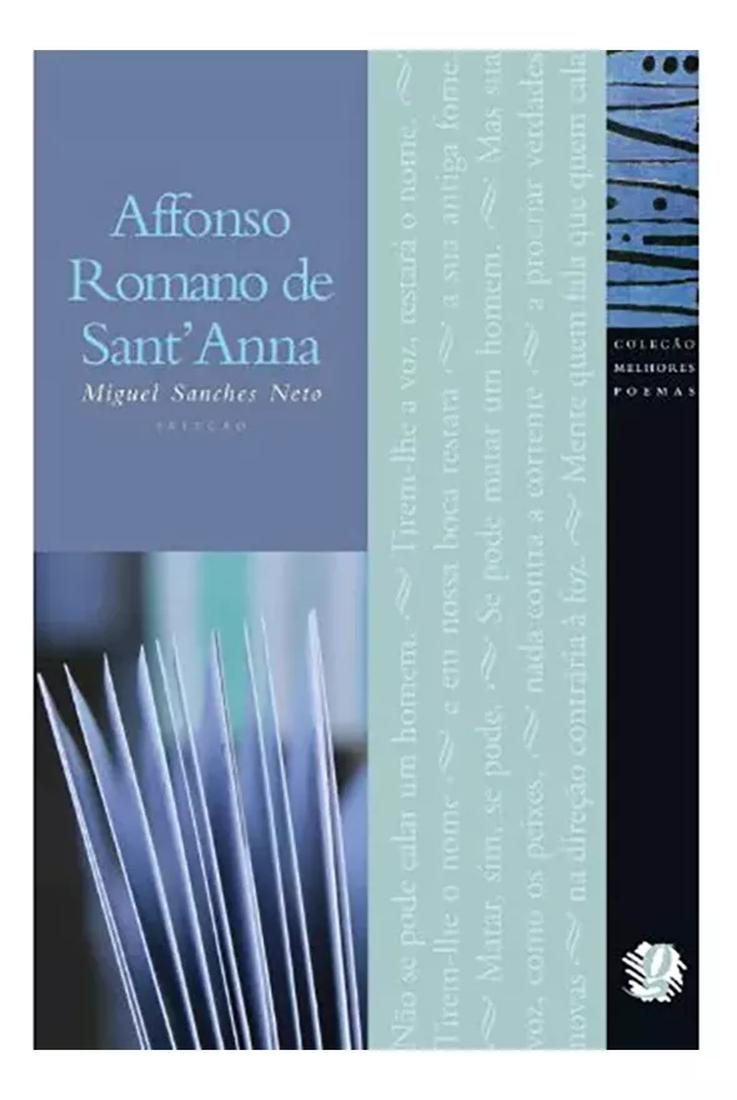 Affonso
Romano de
Sant'Anna
Miguel Sanches Neto
SELEÇÃO
Não se pode calar um homem. Tirem-lhe a voz, restará o nome.
Tirem-lhe o nome e em nossa boca restará a sua antiga fome.
Matar, sim, se pode. Se pode matar um homem. Mas sua
voz, como os peixes, nada contra a corrente a procriar verdades
novas na direção contrária à foz. Mente quem fala que quem cala
COLEÇÃO
MELHORES
POEMAS
g